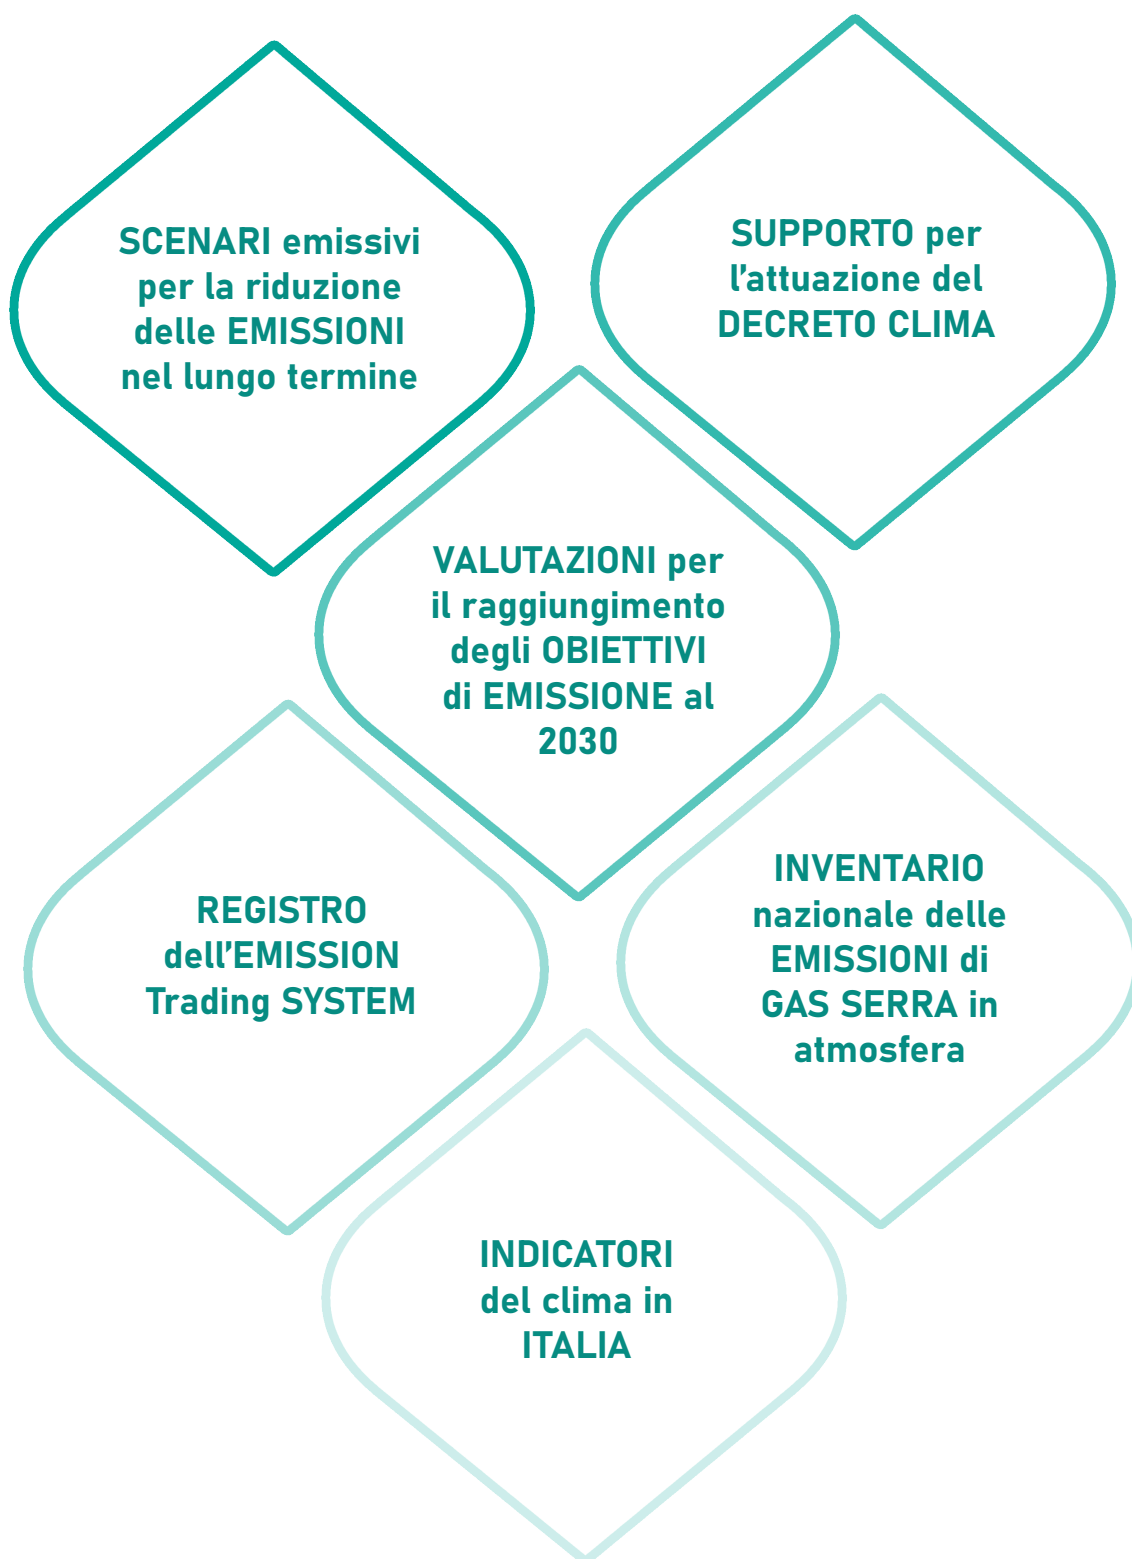 SCENARI emissivi
per la riduzione
delle EMISSIONI
nel lungo termine
SUPPORTO per
l'attuazione del
DECRETO CLIMA
VALUTAZIONI per
il raggiungimento
degli OBIETTIVI
di EMISSIONE al
2030
REGISTRO
dell'EMISSION
Trading SYSTEM
INVENTARIO
nazionale delle
EMISSIONI di
GAS SERRA in
atmosfera
INDICATORI
del clima in
ITALIA